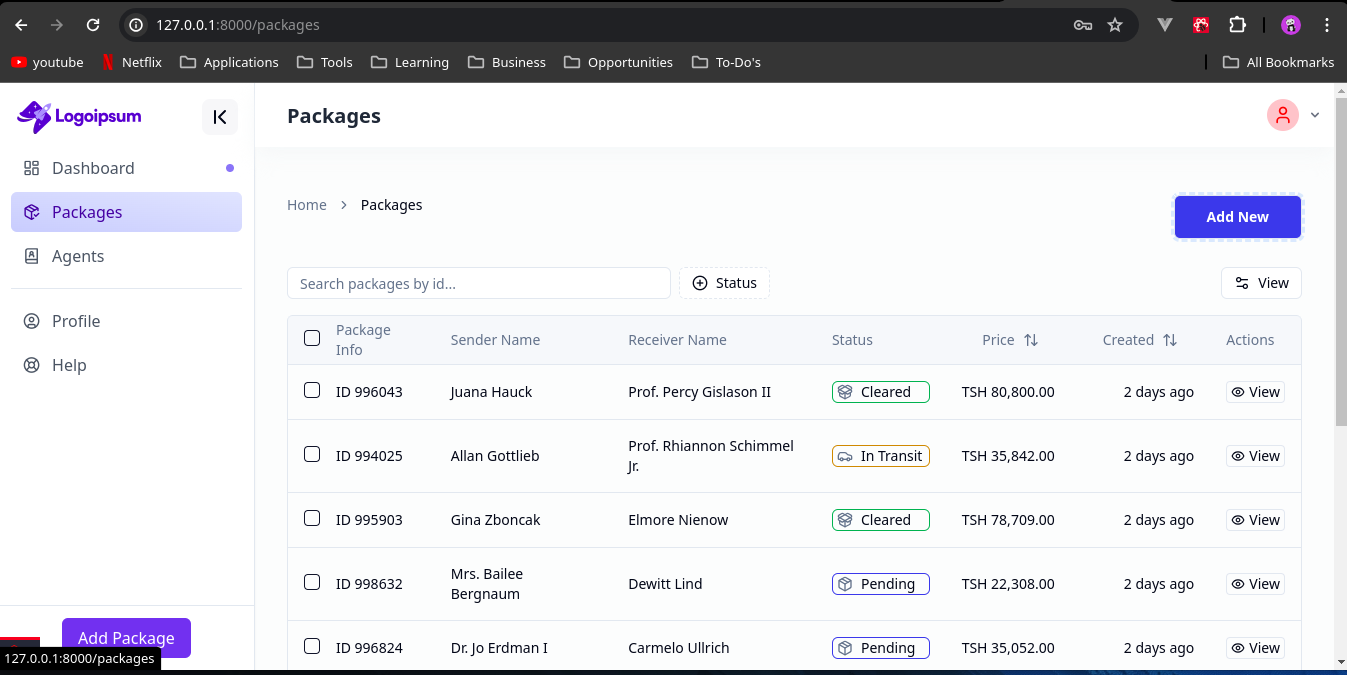 127.0.0.1:8000/packages
youtube Netflix Applications Tools Learning Business Opportunities To-Do's All Bookmarks
Logoipsum
Packages
Dashboard
Packages
Agents
Profile
Help
Add Package
127.0.0.1:8000/packages
Home Packages
Add New
Search packages by id... Status View
Package Info Sender Name Receiver Name Status Price Created Actions
ID 996043 Juana Hauck Prof. Percy Gislason II Cleared TSH 80,800.00 2 days ago View
ID 994025 Allan Gottlieb Prof. Rhiannon Schimmel Jr. In Transit TSH 35,842.00 2 days ago View
ID 995903 Gina Zboncak Elmore Nienow Cleared TSH 78,709.00 2 days ago View
ID 998632 Mrs. Bailee Bergnaum Dewitt Lind Pending TSH 22,308.00 2 days ago View
ID 996824 Dr. Jo Erdman I Carmelo Ullrich Pending TSH 35,052.00 2 days ago View